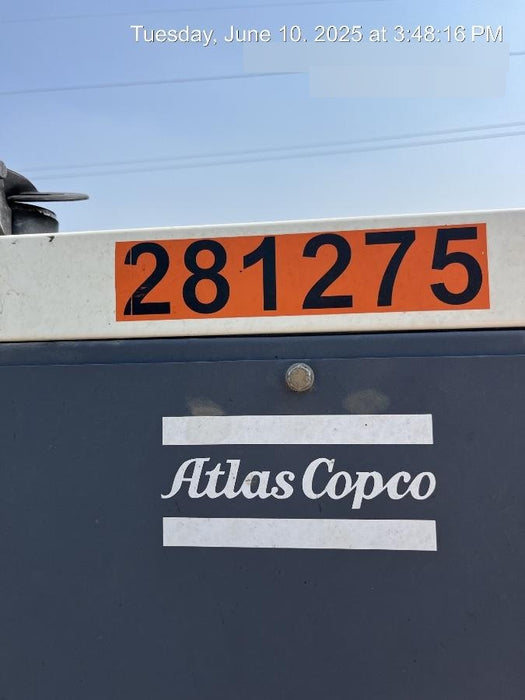 Tuesday, June 10. 2025 at 3:48:16 PM
281275
Atlas Copco